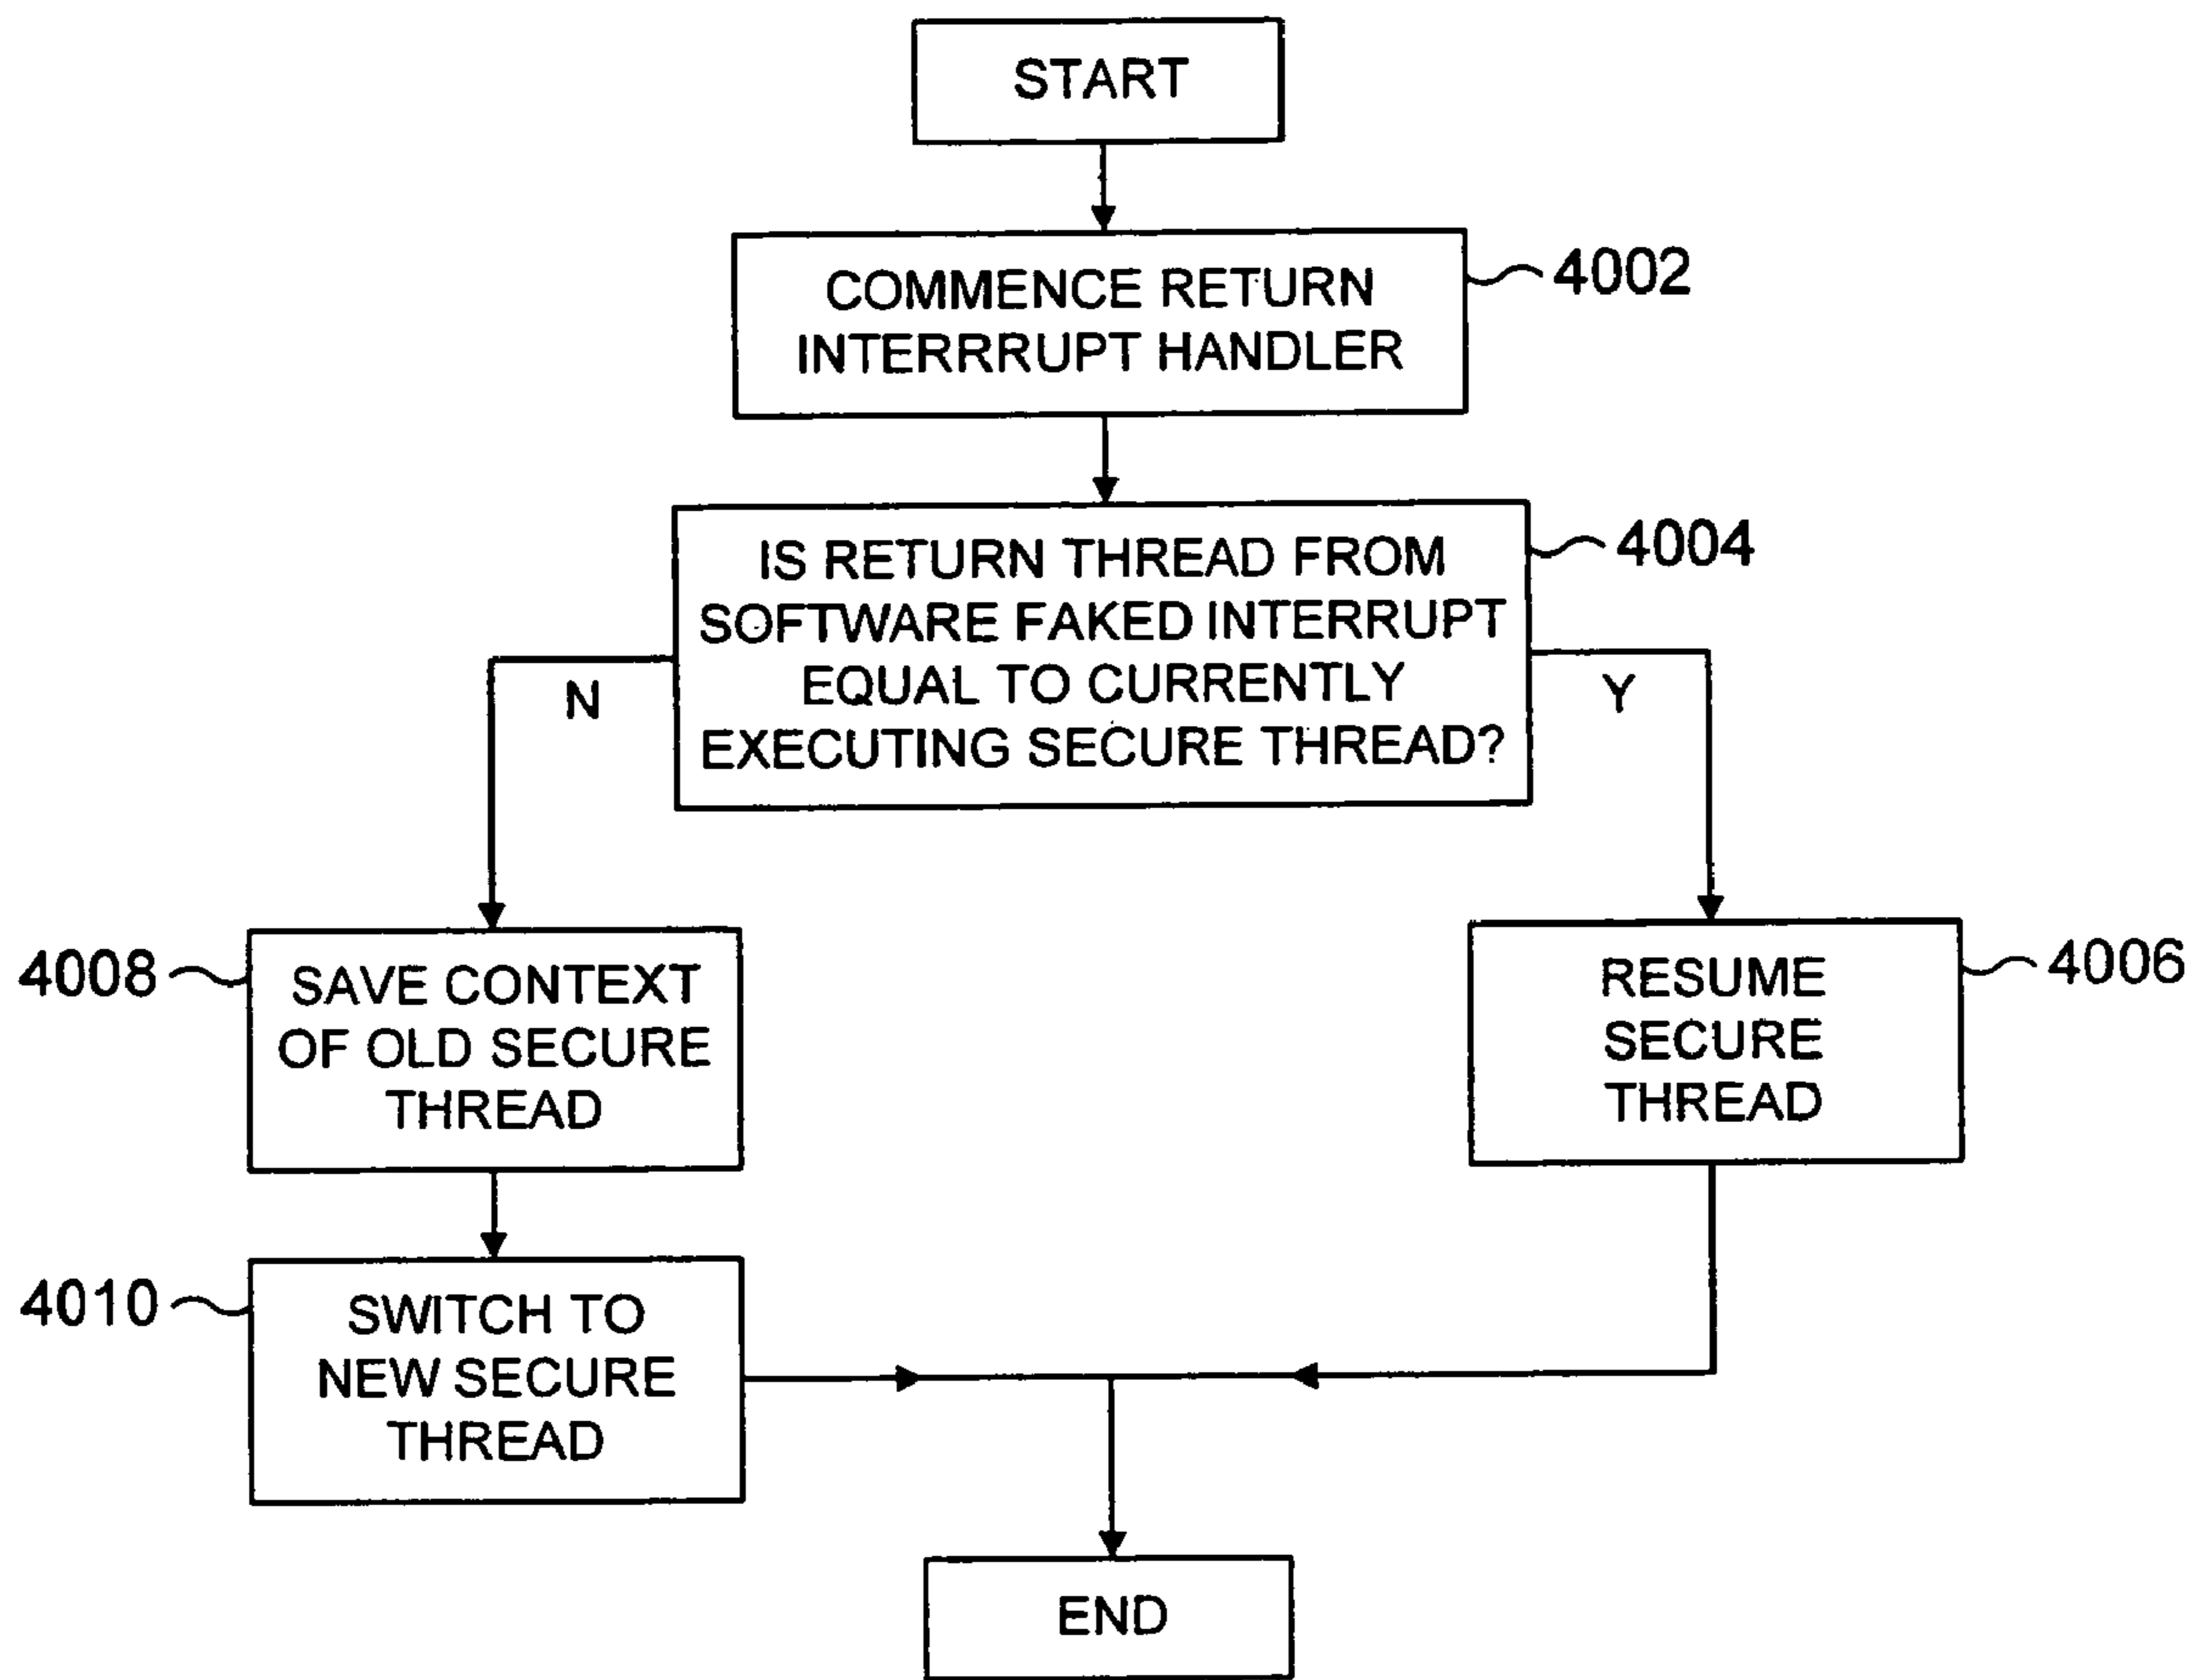 START
COMMENCE RETURN
INTERRRUPT HANDLER
4002
IS RETURN THREAD FROM
SOFTWARE FAKED INTERRUPT
EQUAL TO CURRENTLY
EXECUTING SECURE THREAD?
4004
N
Y
4008
SAVE CONTEXT
OF OLD SECURE
THREAD
RESUME
SECURE
THREAD
4006
4010
SWITCH TO
NEW SECURE
THREAD
END